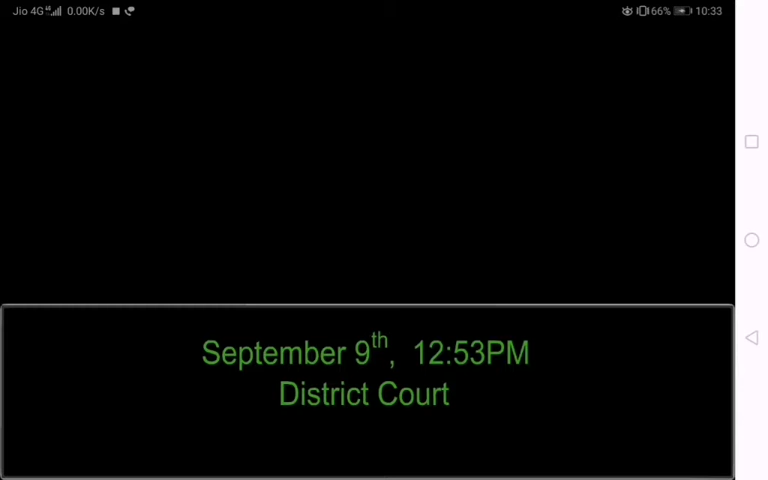 Jio 4G 0.00K/s 66% 10:33
September 9th, 12:53PM
District Court